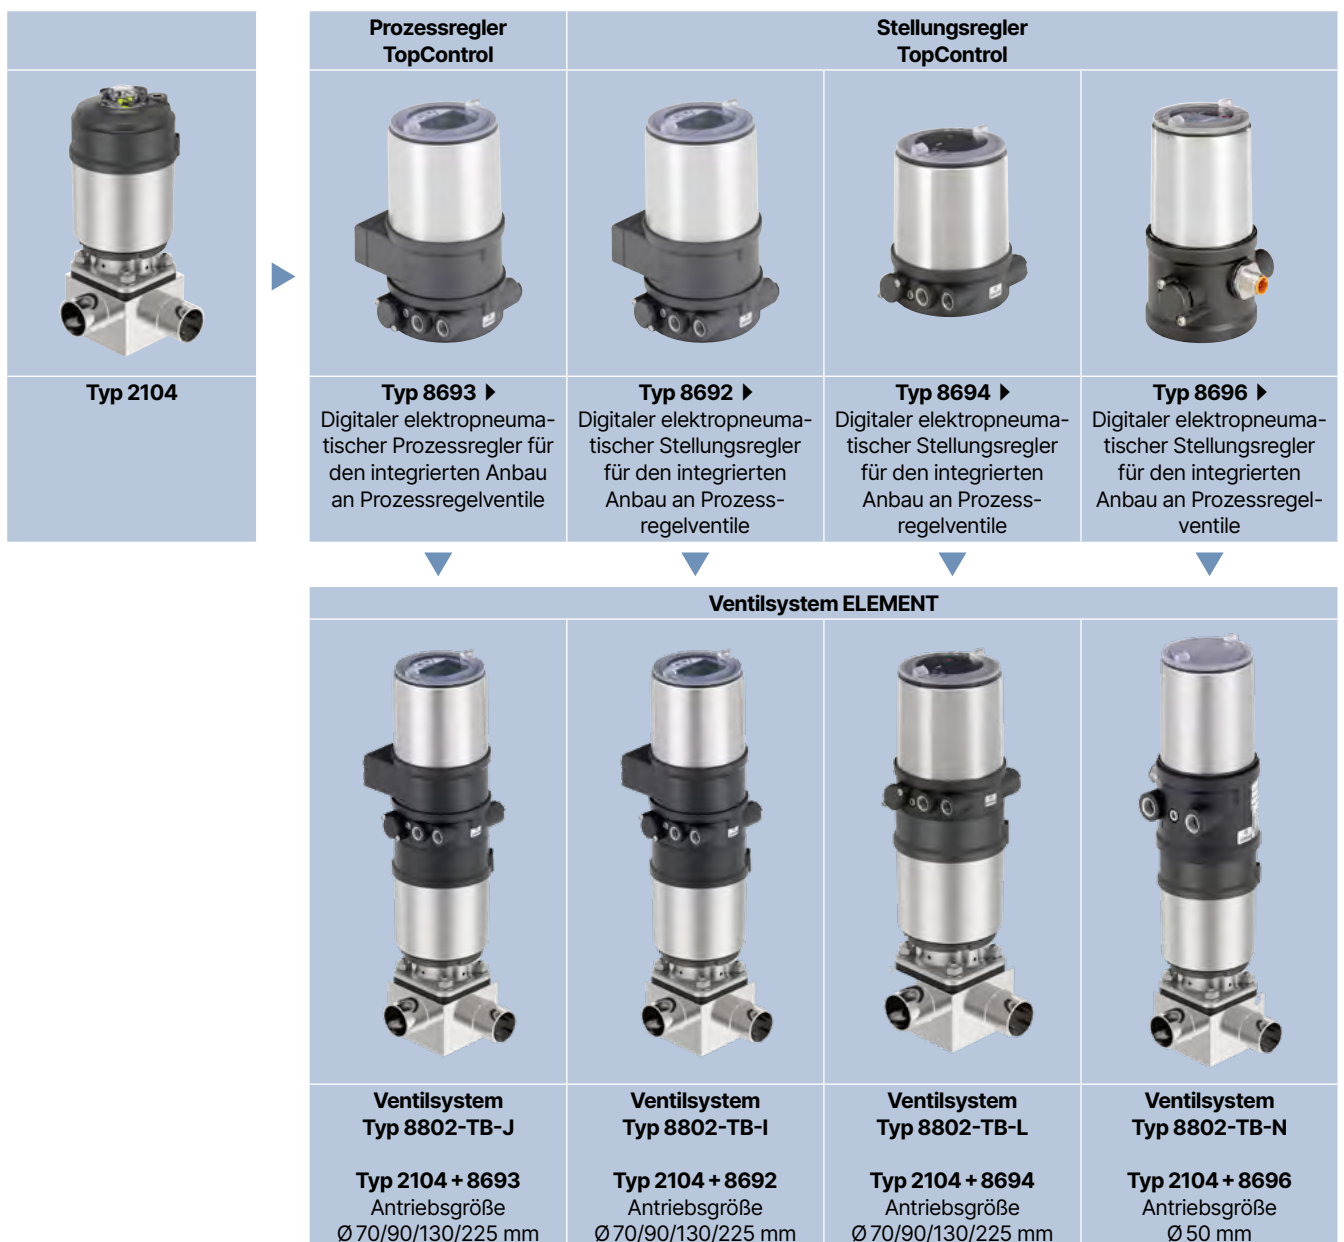 Prozessregler
TopControl
Stellungsregler
TopControl
Typ 2104
Typ 8693
Digitaler elektropneuma-
tischer Prozessregler für
den integrierten Anbau
an Prozessregelventile
Typ 8692
Digitaler elektropneuma-
tischer Stellungsregler
für den integrierten
Anbau an Prozess-
regelventile
Typ 8694
Digitaler elektropneuma-
tischer Stellungsregler
für den integrierten
Anbau an Prozess-
regelventile
Typ 8696
Digitaler elektropneuma-
tischer Stellungsregler
für den integrierten
Anbau an Prozessregel-
ventile
Ventilsystem ELEMENT
Ventilsystem
Typ 8802-TB-J
Typ 2104 + 8693
Antriebsgröße
Ø 70/90/130/225 mm
Ventilsystem
Typ 8802-TB-I
Typ 2104 + 8692
Antriebsgröße
Ø 70/90/130/225 mm
Ventilsystem
Typ 8802-TB-L
Typ 2104 + 8694
Antriebsgröße
Ø 70/90/130/225 mm
Ventilsystem
Typ 8802-TB-N
Typ 2104 + 8696
Antriebsgröße
Ø 50 mm